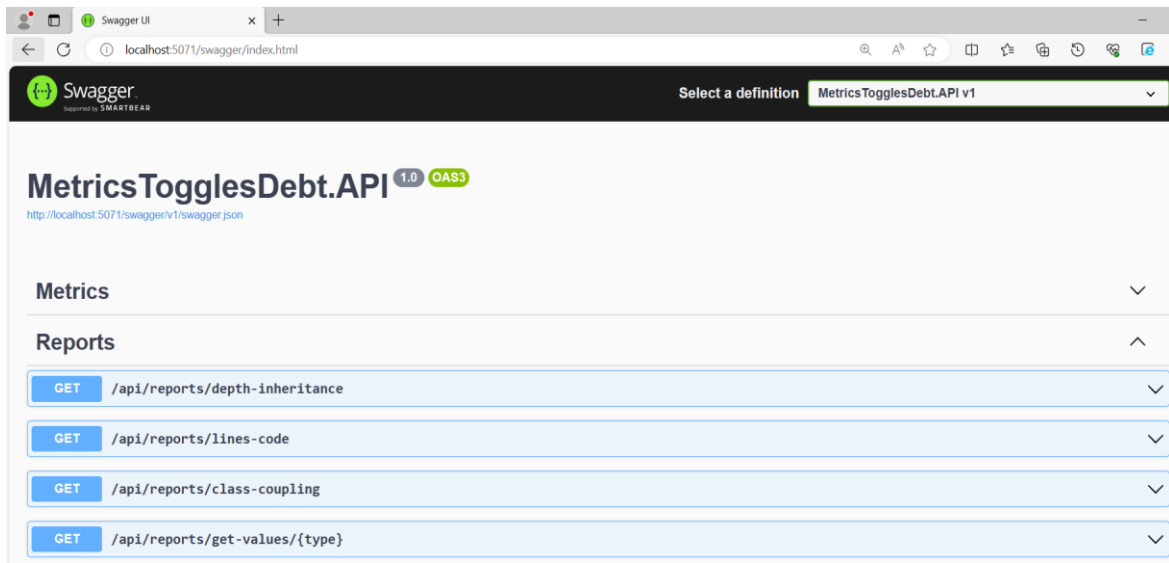 Swagger UI
localhost:5071/swagger/index.html
Swagger.
Supported by SMARTBEAR
Select a definition
MetricsTogglesDebt.API v1
MetricsTogglesDebt.API 1.0 OAS3
http://localhost:5071/swagger/v1/swagger.json
Metrics
Reports
GET /api/reports/depth-inheritance
GET /api/reports/lines-code
GET /api/reports/class-coupling
GET /api/reports/get-values/{type}